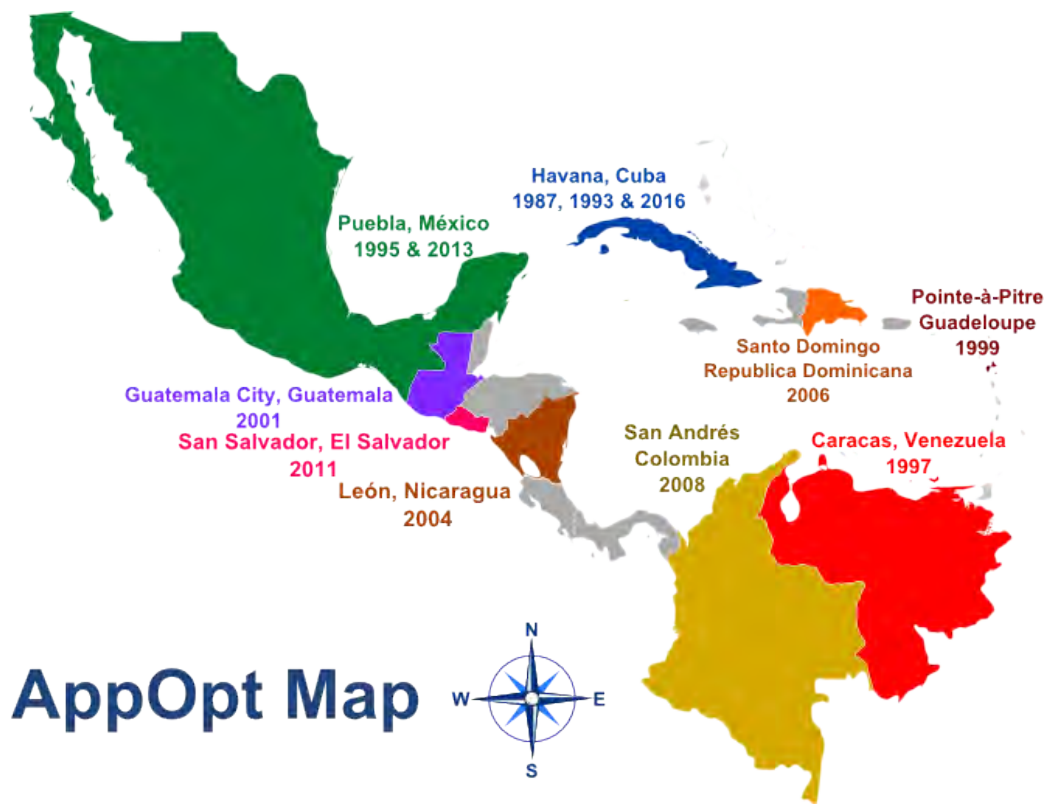 Havana, Cuba
1987, 1993 & 2016
Puebla, México
1995 & 2013
Pointe-à-Pitre
Guadeloupe
1999
Santo Domingo
Republica Dominicana
2006
Guatemala City, Guatemala
2001
San Salvador, El Salvador
2011
San Andrés
Colombia
2008
Caracas, Venezuela
1997
León, Nicaragua
2004
AppOpt Map
N
W
E
S